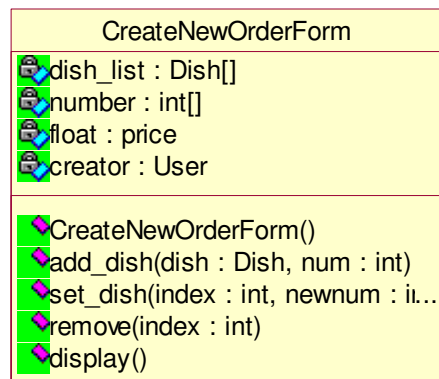 CreateNewOrderForm
dish_list : Dish[]
number : int[]
float : price
creator : User
CreateNewOrderForm()
add_dish(dish : Dish, num : int)
set_dish(index : int, newnum : ii...
remove(index : int)
display()